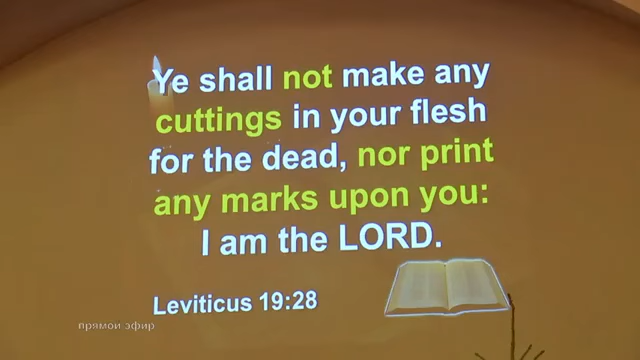 Ye shall not make any
cuttings in your flesh
for the dead, nor print
any marks upon you:
I am the LORD.
Leviticus 19:28
прямой эфир